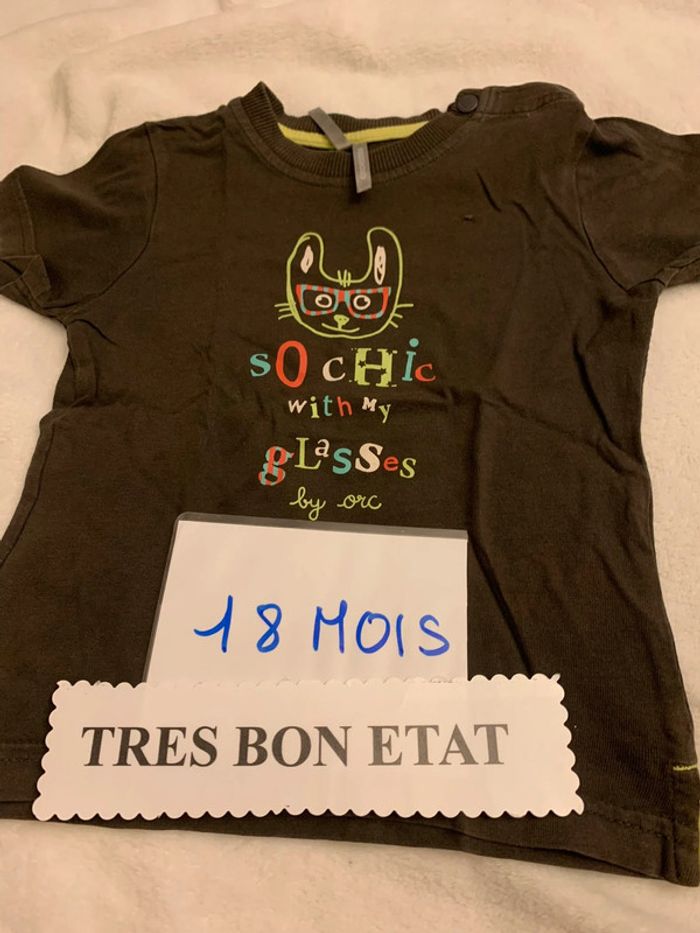 sO cHic
with My
gLasSes
by orc
18 MOIS
TRES BON ETAT